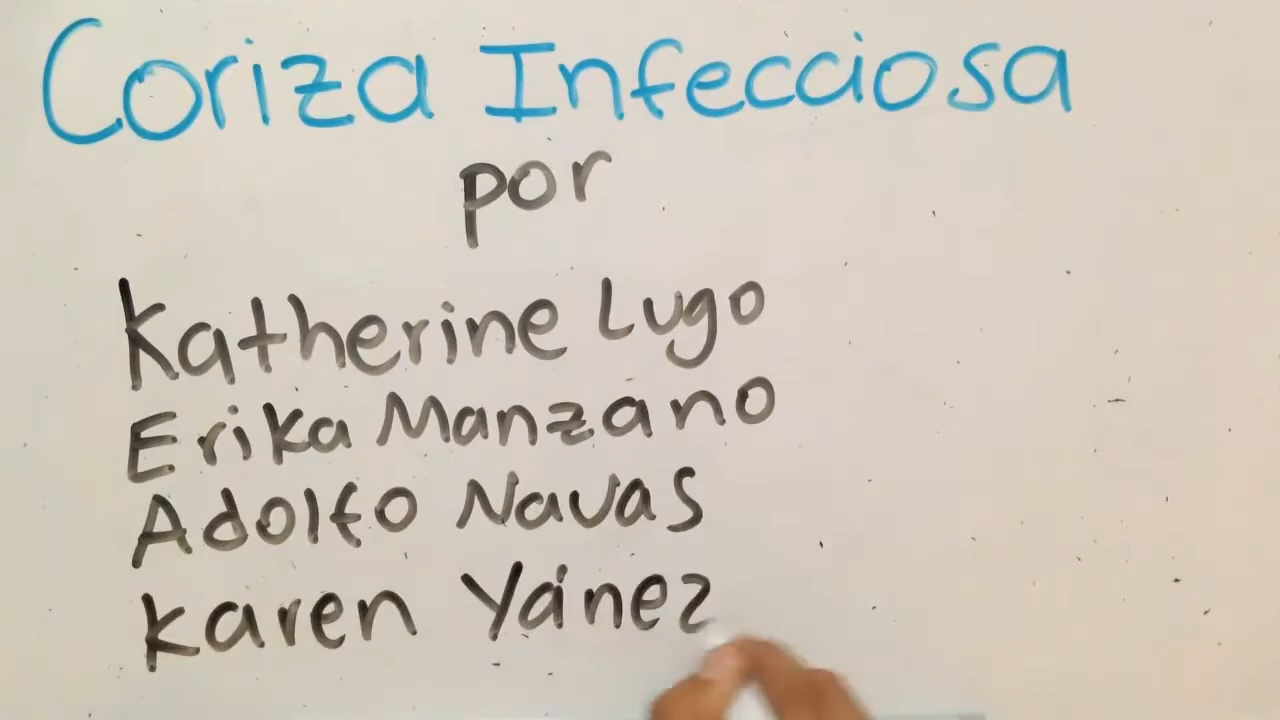 Coriza Infecciosa
por
Katherine Lugo
Erika Manzano
Adolfo Navas
Karen Yánez